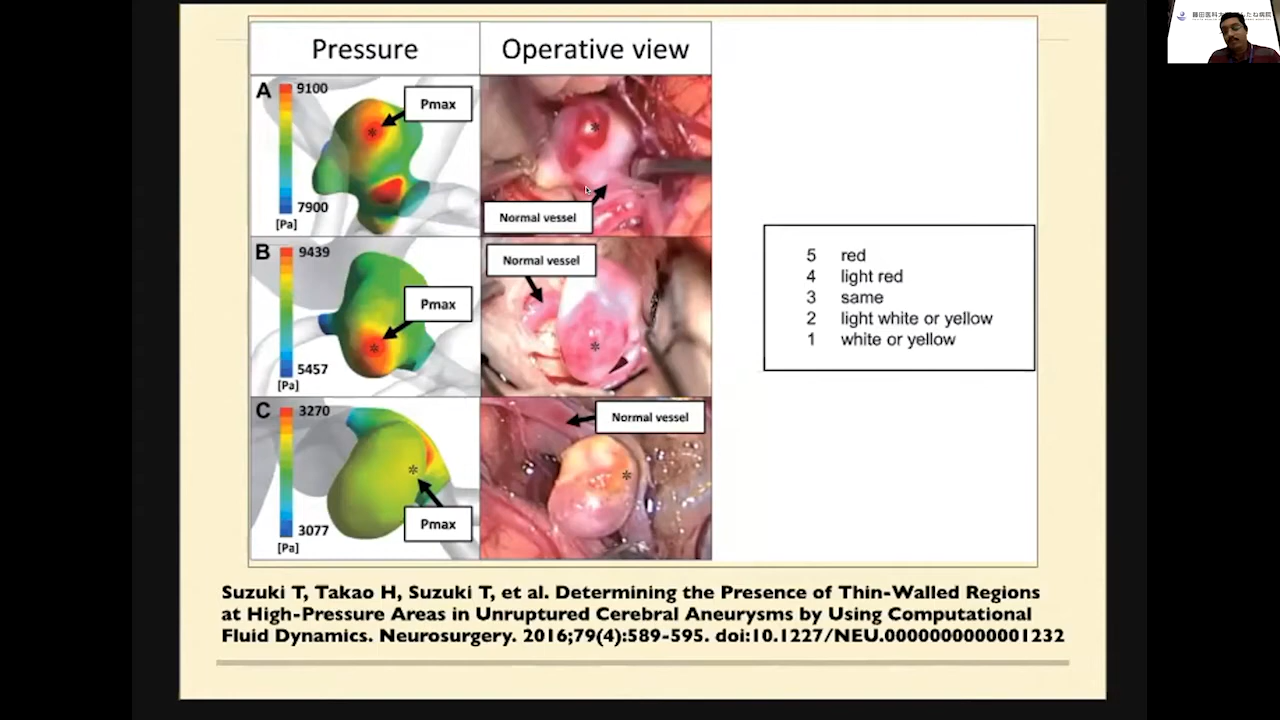 Pressure
Operative view
A
9100
Pmax
7900
[Pa]
*
*
Normal vessel
B
9439
Pmax
5457
[Pa]
*
Normal vessel
*
C
3270
*
Pmax
3077
[Pa]
Normal vessel
*
5 red
4 light red
3 same
2 light white or yellow
1 white or yellow
Suzuki T, Takao H, Suzuki T, et al. Determining the Presence of Thin-Walled Regions
at High-Pressure Areas in Unruptured Cerebral Aneurysms by Using Computational
Fluid Dynamics. Neurosurgery. 2016;79(4):589-595. doi:10.1227/NEU.0000000000001232